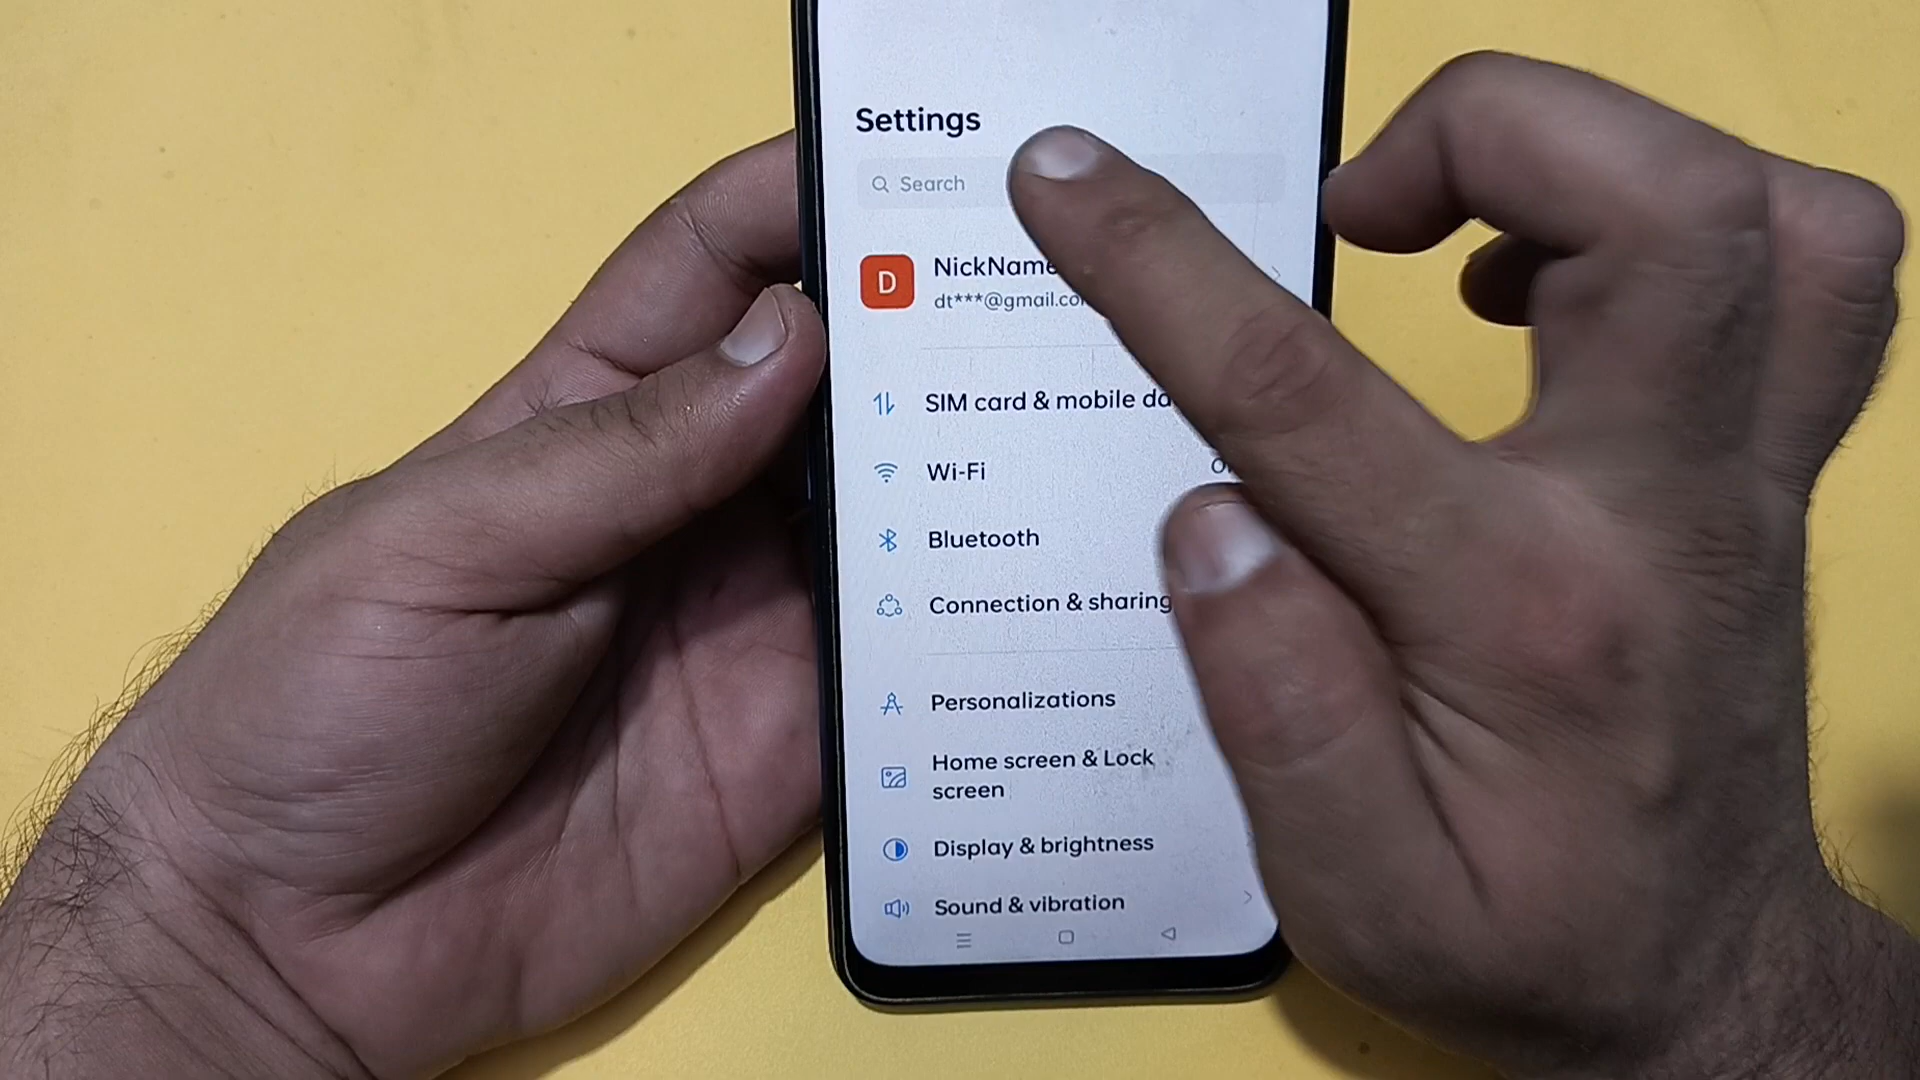 Settings
Search
D
NickName
dt***@gmail.co
SIM card & mobile da
Wi-Fi
Bluetooth
Connection & sharing
Personalizations
Home screen & Lock
screen
Display & brightness
Sound & vibration